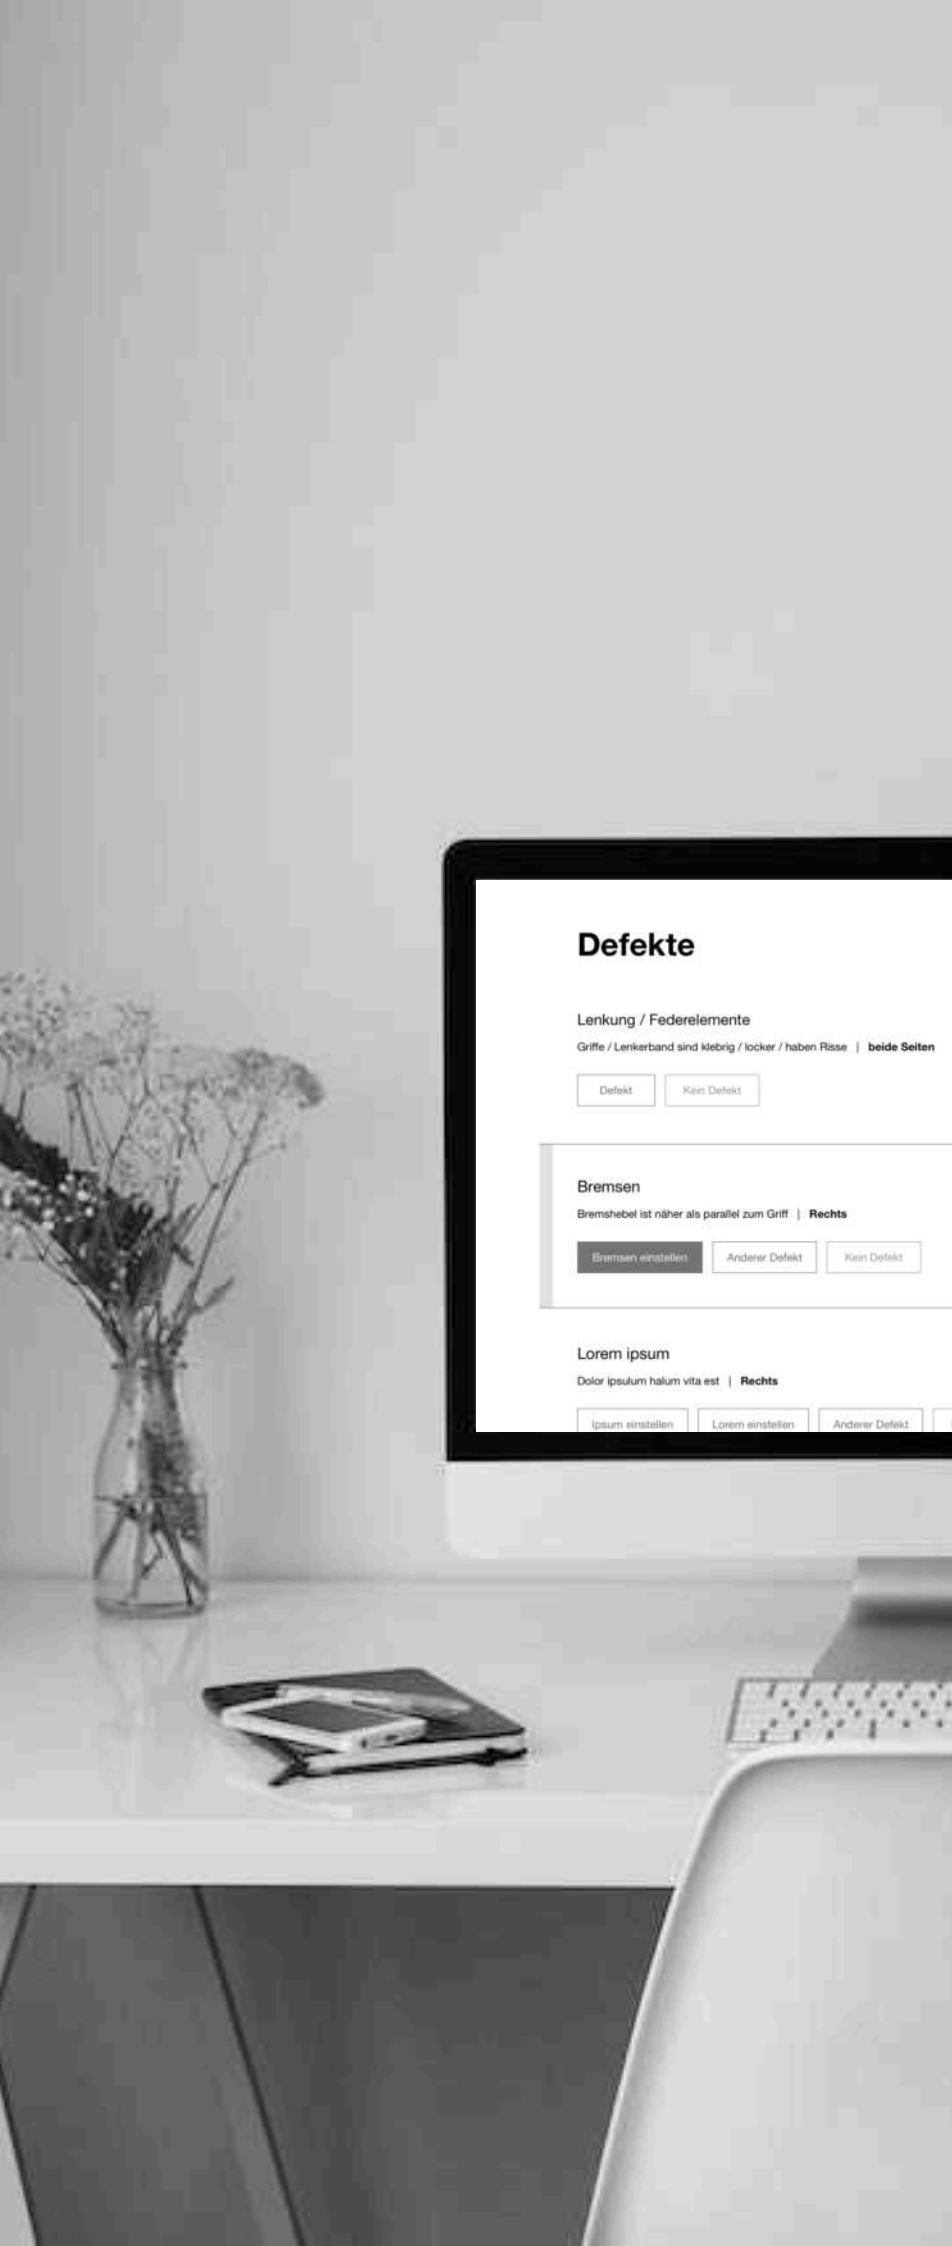 Defekte
Lenkung / Federelemente
Griffe / Lenkerband sind klebrig / locker / haben Risse | beide Seiten
Defekt Kein Defekt
Bremsen
Bremshebel ist näher als parallel zum Griff | Rechts
Bremsen einstellen Anderer Defekt Kein Defekt
Lorem ipsum
Dolor ipsulum halum vita est | Rechts
Ipsum einstellen Lorem einstellen Anderer Defekt